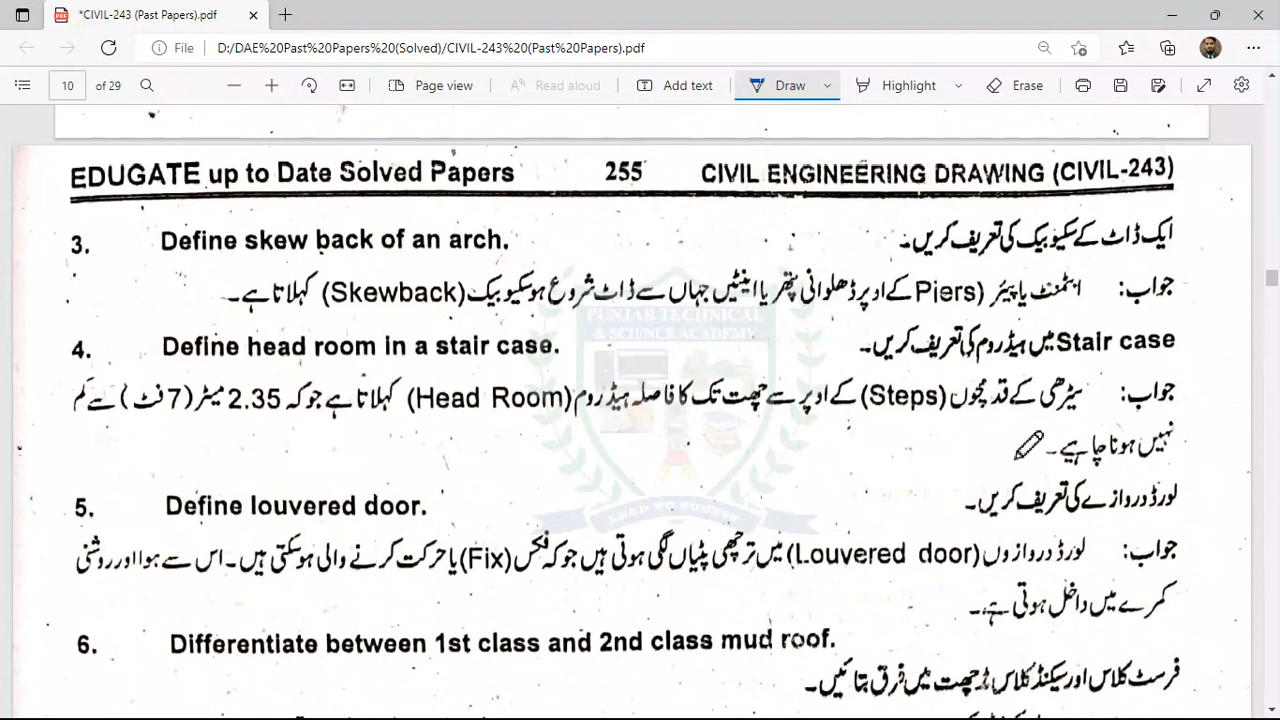 *CIVIL-243 (Past Papers).pdf
File D:/DAE%20Past%20Papers%20(Solved)/CIVIL-243%20(Past%20Papers).pdf
10 of 29 Page view Read aloud Add text Draw Highlight Erase
EDUGATE up to Date Solved Papers 255 CIVIL ENGINEERING DRAWING (CIVIL-243)
3. Define skew back of an arch. ایک ڈاٹ کے سکیو بیک کی تعریف کریں۔
جواب: ابٹمنٹ یا پیئر (Piers) کے اوپر ڈھلوانی پتھر یا اینٹیں جہاں سے ڈاٹ شروع ہو سکیو بیک (Skewback) کہلاتا ہے۔
4. Define head room in a stair case. Stair case میں ہیڈ روم کی تعریف کریں۔
جواب: سیڑھی کے قدمچوں (Steps) کے اوپر سے چھت تک کا فاصلہ ہیڈ روم (Head Room) کہلاتا ہے جو کہ 2.35 میٹر (7 فٹ) سے کم
نہیں ہونا چاہیے۔
5. Define louvered door. لورڈ دروازے کی تعریف کریں۔
جواب: لورڈ دروازوں (Louvered door) میں ترچھی پٹیاں لگی ہوتی ہیں جو کہ فکس (Fix) یا حرکت کرنے والی ہو سکتی ہیں۔ اس سے ہوا اور روشنی
کمرے میں داخل ہوتی ہے۔
6. Differentiate between 1st class and 2nd class mud roof.
فرسٹ کلاس اور سیکنڈ کلاس مڈ چھت میں فرق بتائیں۔
PUNJAB TECHNICAL
& SCIENCE ACADEMY